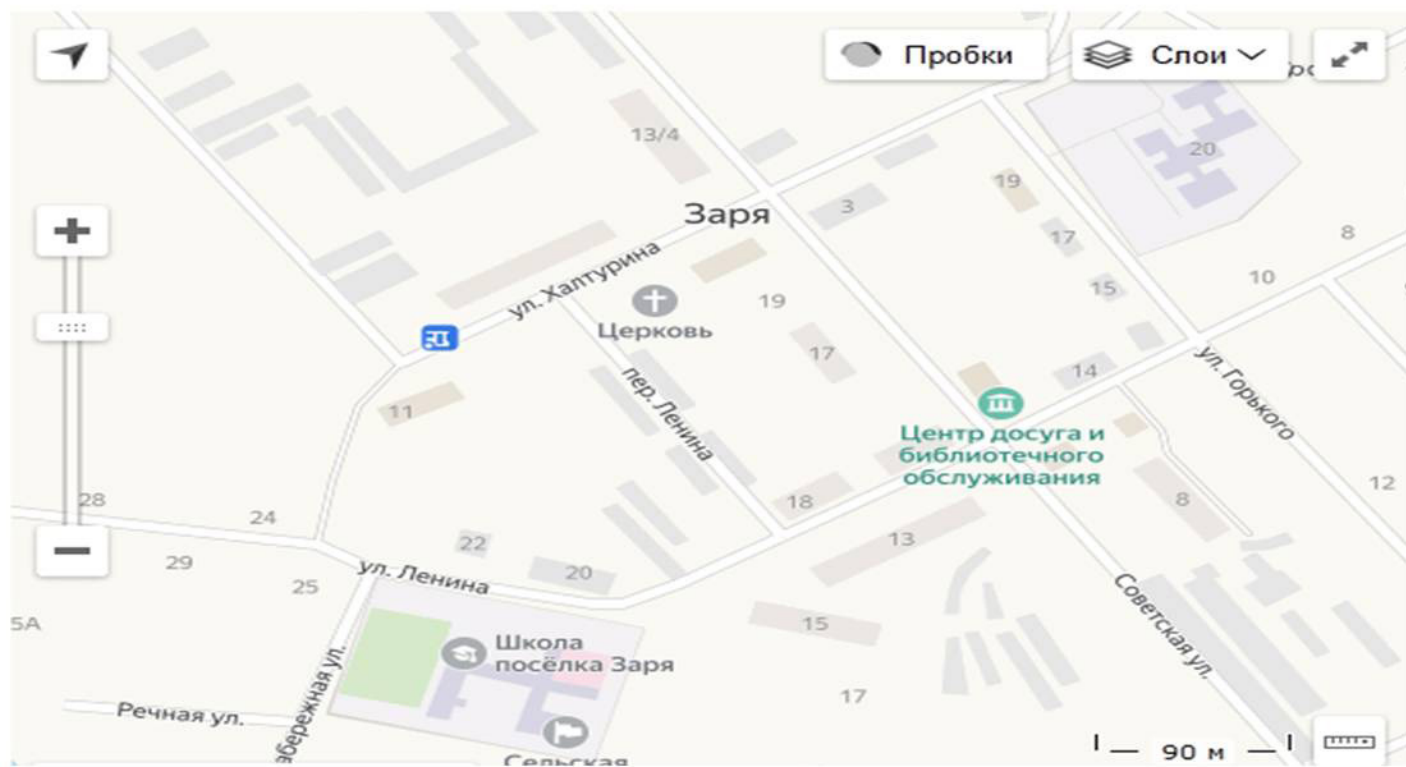 Пробки
Слои
13/4
20
19
Заря
3
17
8
ул. Халтурина
10
15
Церковь
19
17
14
ул. Горького
11
пер. Ленина
Центр досуга и
библиотечного
обслуживания
28
24
18
8
12
13
22
29
ул. Ленина
20
25
5А
15
Советская ул.
Школа
посёлка Заря
17
Речная ул.
абережная ул.
Сельская
90 м